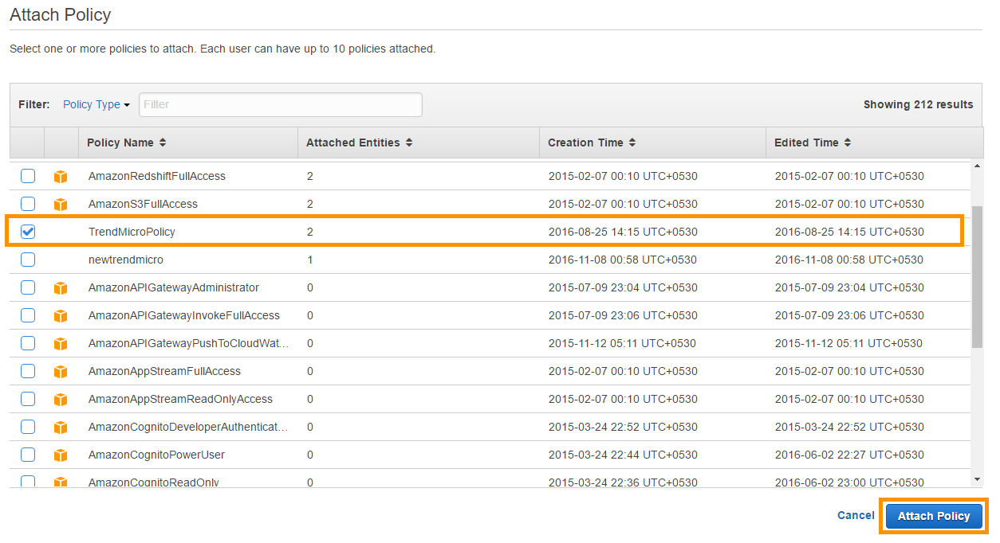 Attach Policy
Select one or more policies to attach. Each user can have up to 10 policies attached.
Filter: Policy Type Filter Showing 212 results
Policy Name Attached Entities Creation Time Edited Time
AmazonRedshiftFullAccess 2 2015-02-07 00:10 UTC+0530 2015-02-07 00:10 UTC+0530
AmazonS3FullAccess 2 2015-02-07 00:10 UTC+0530 2015-02-07 00:10 UTC+0530
TrendMicroPolicy 2 2016-08-25 14:15 UTC+0530 2016-08-25 14:15 UTC+0530
newtrendmicro 1 2016-11-08 00:58 UTC+0530 2016-11-08 00:58 UTC+0530
AmazonAPIGatewayAdministrator 0 2015-07-09 23:04 UTC+0530 2015-07-09 23:04 UTC+0530
AmazonAPIGatewayInvokeFullAccess 0 2015-07-09 23:06 UTC+0530 2015-07-09 23:06 UTC+0530
AmazonAPIGatewayPushToCloudWat... 0 2015-11-12 05:11 UTC+0530 2015-11-12 05:11 UTC+0530
AmazonAppStreamFullAccess 0 2015-02-07 00:10 UTC+0530 2015-02-07 00:10 UTC+0530
AmazonAppStreamReadOnlyAccess 0 2015-02-07 00:10 UTC+0530 2015-02-07 00:10 UTC+0530
AmazonCognitoDeveloperAuthenticat... 0 2015-03-24 22:52 UTC+0530 2015-03-24 22:52 UTC+0530
AmazonCognitoPowerUser 0 2015-03-24 22:44 UTC+0530 2016-06-02 22:27 UTC+0530
AmazonCognitoReadOnly 0 2015-03-24 22:36 UTC+0530 2016-06-02 23:00 UTC+0530
Cancel Attach Policy